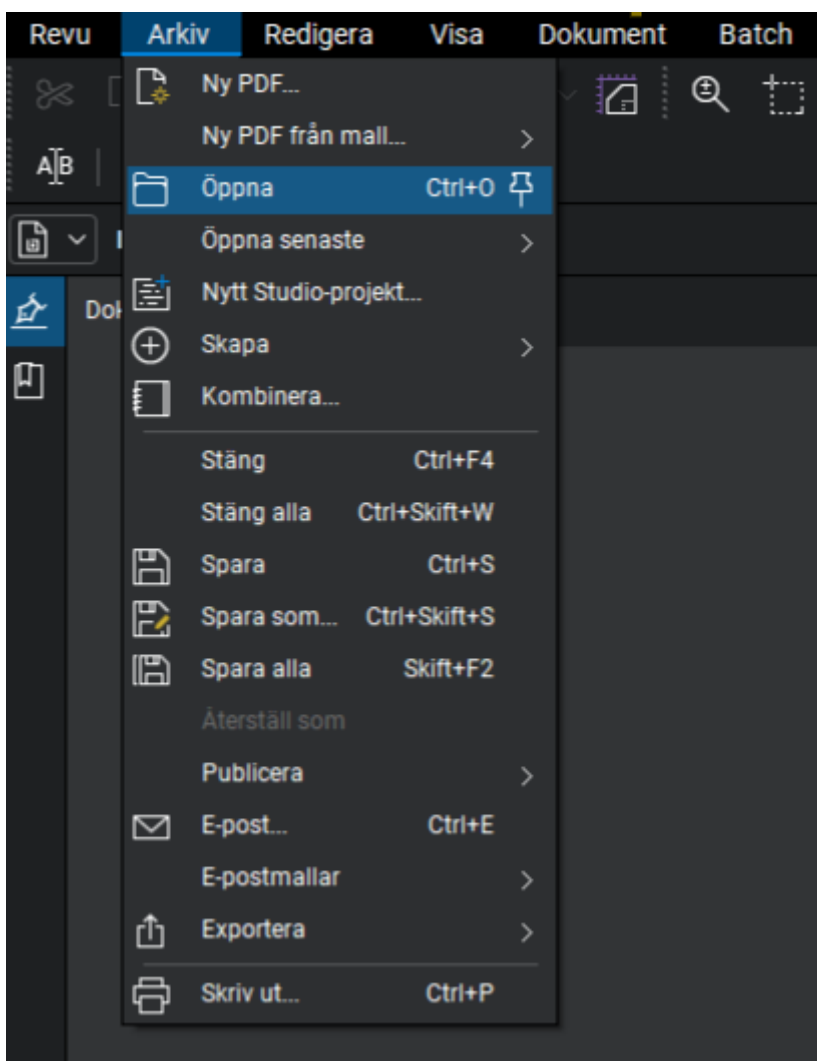 Revu Arkiv Redigera Visa Dokument Batch
Ny PDF...
Ny PDF från mall...
AB
Öppna Ctrl+O
Öppna senaste
Nytt Studio-projekt...
Skapa
Kombinera...
Stäng Ctrl+F4
Stäng alla Ctrl+Skift+W
Spara Ctrl+S
Spara som... Ctrl+Skift+S
Spara alla Skift+F2
Återställ som
Publicera
E-post... Ctrl+E
E-postmallar
Exportera
Skriv ut... Ctrl+P